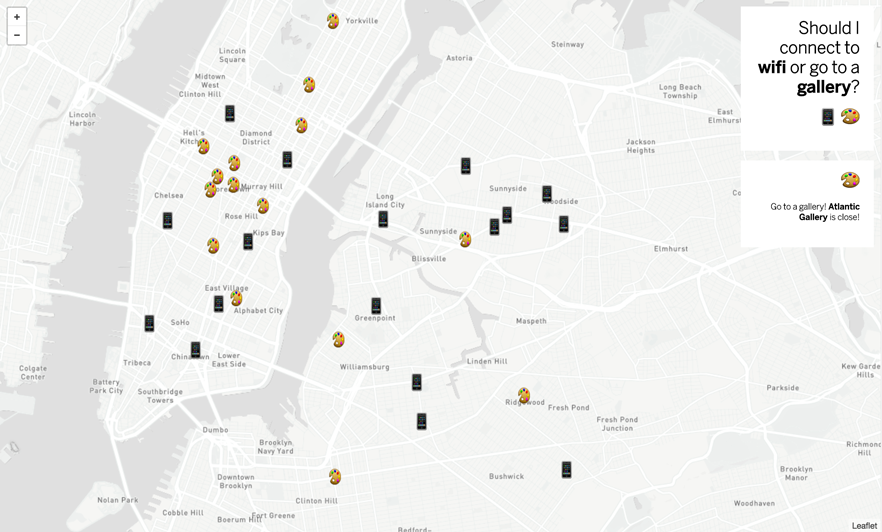 +
−
Should I
connect to
wifi or go to a
gallery?
Go to a gallery! Atlantic
Gallery is close!
Yorkville
Lincoln
Square
Astoria
Steinway
Midtown
West
Clinton Hill
Long Beach
Township
East
Elmhurst
Lincoln
Harbor
Hell's
Diamond
District
Jackson
Heights
Chelsea
Murray Hill
Long
Island City
Sunnyside
Rose Hill
Kips Bay
Sunnyside
Elmhurst
Blissville
East Village
Alphabet City
SoHo
Greenpoint
Maspeth
Tribeca
Lower
East Side
Linden Hill
Colgate
Center
Williamsburg
Kew Garde
Hills
Battery
Park City
Southbridge
Towers
Parkside
Fresh Pond
Fresh Pond
Junction
Dumbo
Brooklyn
Navy Yard
Richmond
Hill
Downtown
Brooklyn
Bushwick
Brooklyn
Manor
Nolan Park
Clinton Hill
Woodhaven
Cobble Hill
Boerum Hill
Fort Greene
Bedford-
Leaflet